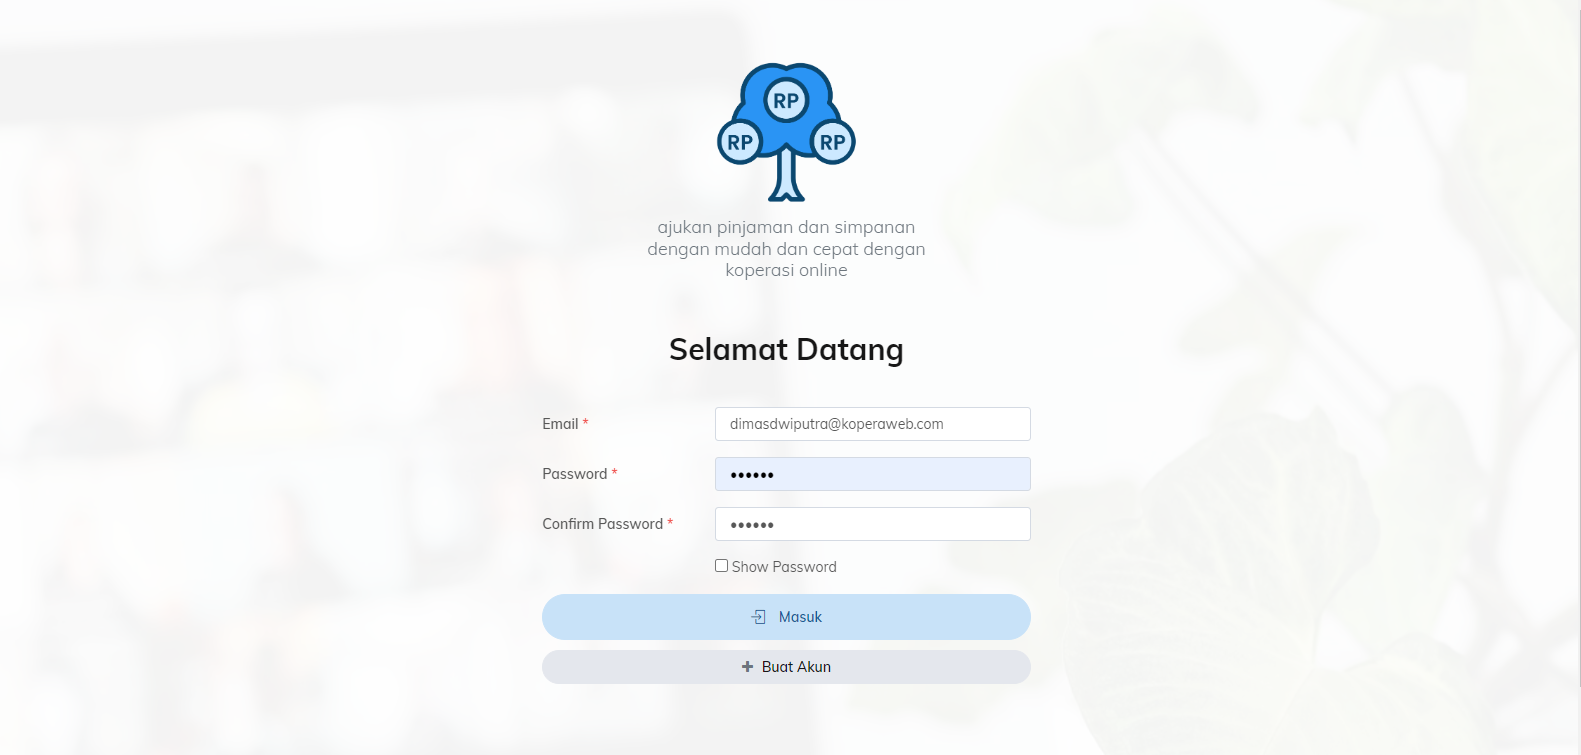 RP
RP RP
ajukan pinjaman dan simpanan
dengan mudah dan cepat dengan
koperasi online
Selamat Datang
Email * dimasdwiputra@koperaweb.com
Password * ••••••
Confirm Password * ••••••
Show Password
Masuk
Buat Akun